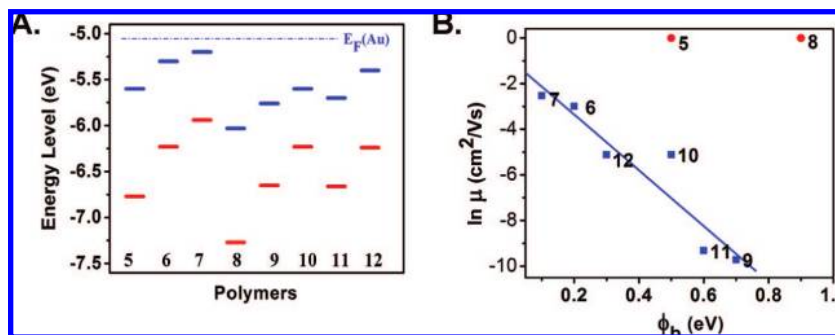 A.
-5.0
-5.5
-6.0
-6.5
-7.0
-7.5
Energy Level (eV)
E_F(Au)
5 6 7 8 9 10 11 12
Polymers
B.
0
-2
-4
-6
-8
-10
ln μ (cm²/Vs)
5
8
7
6
12
10
11
9
0.2 0.4 0.6 0.8 1.
ϕ_h (eV)